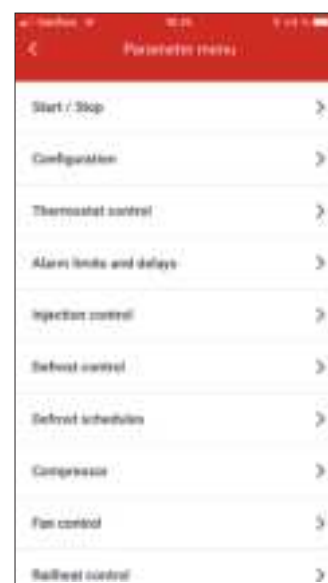 Parameter menu
Start / Stop
Configuration
Thermostat control
Alarm limits and delays
Injection control
Defrost control
Defrost schedules
Compressor
Fan control
Railheat control